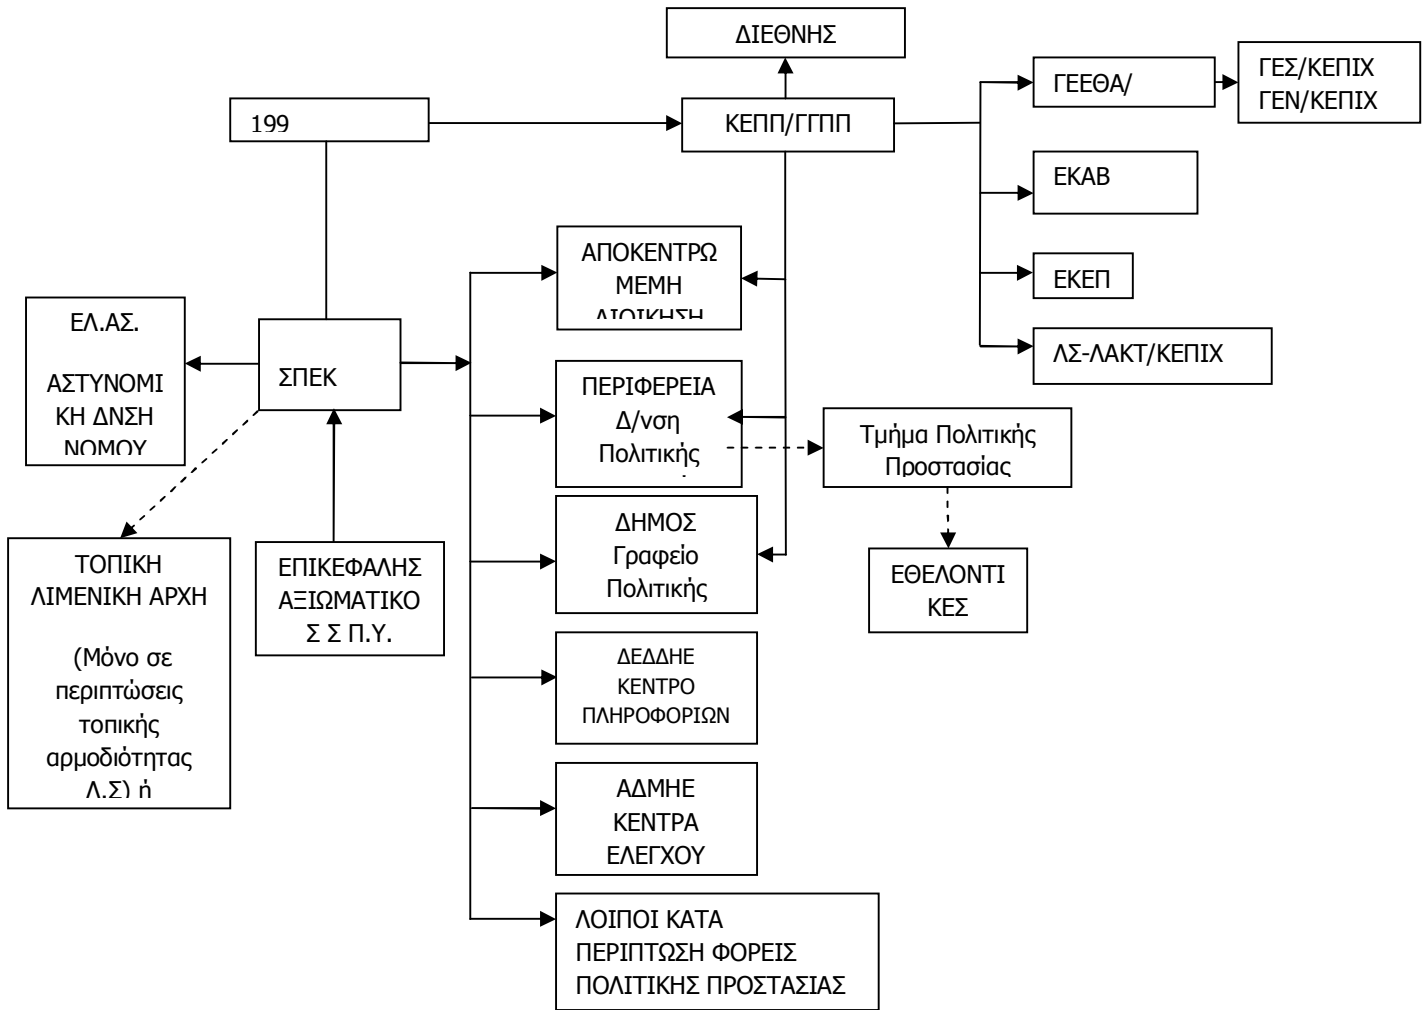 ΔΙΕΘΝΗΣ
199
ΚΕΠΠ/ΓΓΠΠ
ΓΕΕΘΑ/
ΓΕΣ/ΚΕΠΙΧ
ΓΕΝ/ΚΕΠΙΧ
ΕΚΑΒ
ΕΚΕΠ
ΛΣ-ΛΑΚΤ/ΚΕΠΙΧ
ΑΠΟΚΕΝΤΡΩ
ΜΕΜΗ
ΔΙΟΙΚΗΣΗ
ΕΛ.ΑΣ.
ΑΣΤΥΝΟΜΙ
ΚΗ ΔΝΣΗ
ΝΟΜΟΥ
ΣΠΕΚ
ΠΕΡΙΦΕΡΕΙΑ
Δ/νση
Πολιτικής
Τμήμα Πολιτικής
Προστασίας
ΔΗΜΟΣ
Γραφείο
Πολιτικής
ΕΘΕΛΟΝΤΙ
ΚΕΣ
ΤΟΠΙΚΗ
ΛΙΜΕΝΙΚΗ ΑΡΧΗ
(Μόνο σε
περιπτώσεις
τοπικής
αρμοδιότητας
Λ.Σ) ή
ΕΠΙΚΕΦΑΛΗΣ
ΑΞΙΩΜΑΤΙΚΟ
Σ Σ Π.Υ.
ΔΕΔΔΗΕ
ΚΕΝΤΡΟ
ΠΛΗΡΟΦΟΡΙΩΝ
ΑΔΜΗΕ
ΚΕΝΤΡΑ
ΕΛΕΓΧΟΥ
ΛΟΙΠΟΙ ΚΑΤΑ
ΠΕΡΙΠΤΩΣΗ ΦΟΡΕΙΣ
ΠΟΛΙΤΙΚΗΣ ΠΡΟΣΤΑΣΙΑΣ